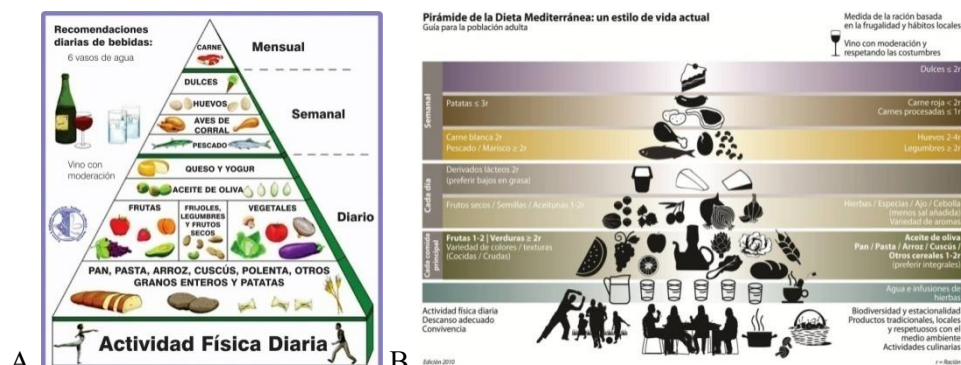 Recomendaciones
diarias de bebidas:
6 vasos de agua
Vino con
moderación
CARNE
Mensual
DULCES
HUEVOS
AVES DE
CORRAL
PESCADO
Semanal
QUESO Y YOGUR
ACEITE DE OLIVA
FRUTAS
FRIJOLES,
LEGUMBRES
Y FRUTOS
SECOS
VEGETALES
Diario
PAN, PASTA, ARROZ, CUSCÚS, POLENTA, OTROS
GRANOS ENTEROS Y PATATAS
Actividad Física Diaria
A
B
Pirámide de la Dieta Mediterránea: un estilo de vida actual
Guía para la población adulta
Medida de la ración basada
en la frugalidad y hábitos locales
Vino con moderación y
respetando las costumbres
Semanal
Dulces ≤ 2r
Patatas ≤ 3r
Carne roja < 2r
Carnes procesadas ≤ 1r
Carne blanca 2r
Pescado / Marisco ≥ 2r
Huevos 2-4r
Legumbres ≥ 2r
Cada día
Derivados lácteos 2r
(preferir bajos en grasa)
Frutos secos / Semillas / Aceitunas 1-2r
Hierbas / Especias / Ajo / Cebolla
(menos sal añadida)
Variedad de aromas
Cada comida
principal
Frutas 1-2 | Verduras ≥ 2r
Variedad de colores / texturas
(Cocidas / Crudas)
Aceite de oliva
Pan / Pasta / Arroz / Cuscús /
Otros cereales 1-2r
(preferir integrales)
Agua e infusiones de
hierbas
Actividad física diaria
Descanso adecuado
Convivencia
Biodiversidad y estacionalidad
Productos tradicionales, locales
y respetuosos con el
medio ambiente
Actividades culinarias
Edición 2010
r = Ración